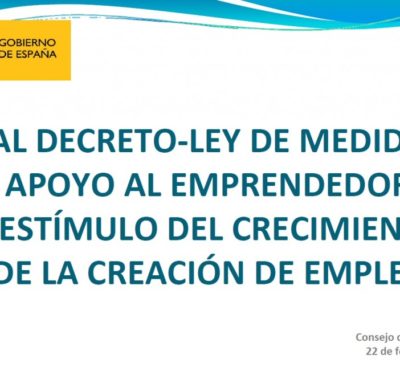 GOBIERNO
DE ESPAÑA
AL DECRETO-LEY DE MEDID
APOYO AL EMPRENDEDOR
ESTÍMULO DEL CRECIMIEN
DE LA CREACIÓN DE EMPLE
Consejo d
22 de fe